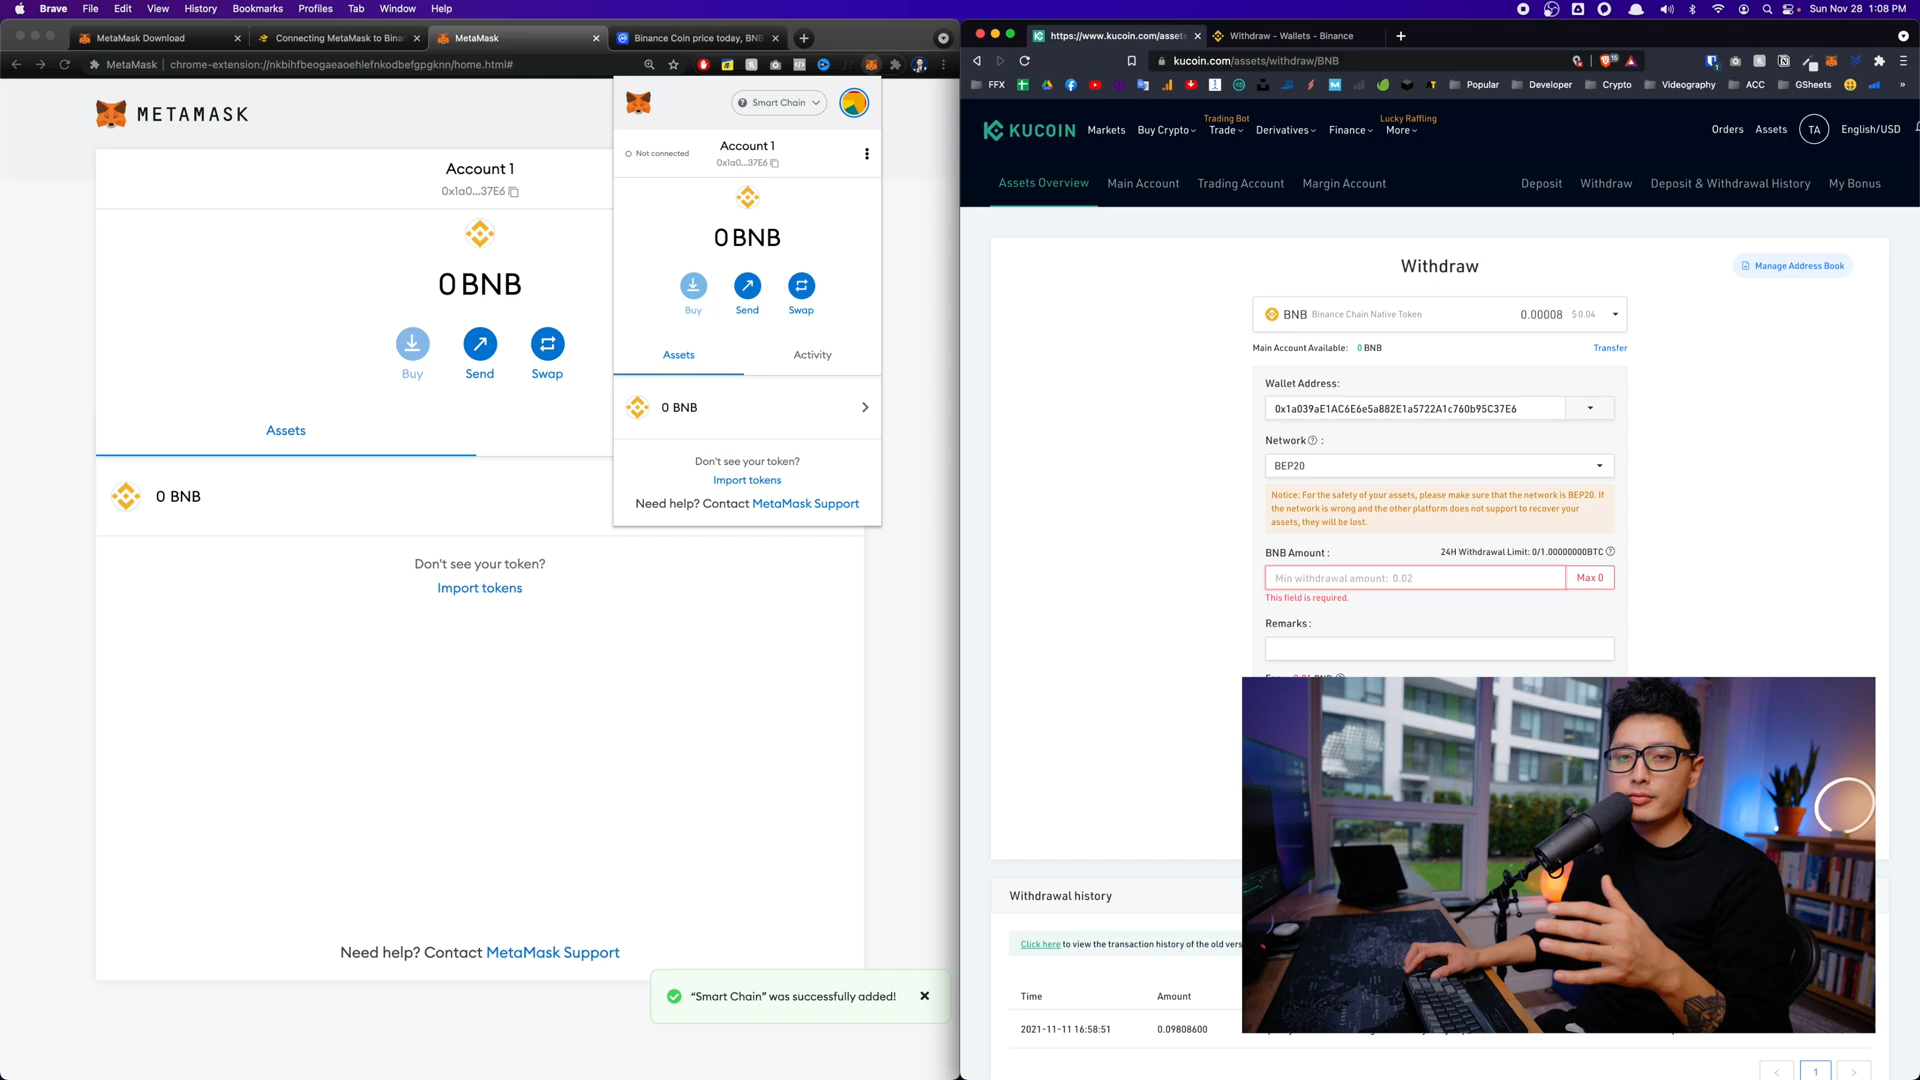 Brave File Edit View History Bookmarks Profiles Tab Window Help
Sun Nov 28 1:08 PM
MetaMask Download
Connecting MetaMask to Binan
MetaMask
Binance Coin price today, BNB
MetaMask chrome-extension://nkbihfbeogaeaoehlefnkodbefgpgknn/home.html#
METAMASK
Account 1
0x1a0...37E6
0 BNB
Buy Send Swap
Assets
0 BNB
Don't see your token?
Import tokens
Need help? Contact MetaMask Support
"Smart Chain" was successfully added!
Smart Chain
Not connected
Account 1
0x1a0...37E6
0 BNB
Buy Send Swap
Assets Activity
0 BNB
Don't see your token?
Import tokens
Need help? Contact MetaMask Support
https://www.kucoin.com/assets
Withdraw - Wallets - Binance
kucoin.com/assets/withdraw/BNB
FFX Popular Developer Crypto Videography ACC GSheets
KUCOIN
Markets Buy Crypto Trade Derivatives Finance More
Trading Bot
Lucky Raffling
Orders Assets TA English/USD
Assets Overview Main Account Trading Account Margin Account
Deposit Withdraw Deposit & Withdrawal History My Bonus
Withdraw
Manage Address Book
BNB Binance Chain Native Token 0.00008 $0.04
Main Account Available: 0 BNB Transfer
Wallet Address:
0x1a039aE1AC6E6e5a882E1a5722A1c760b95C37E6
Network ? :
BEP20
Notice: For the safety of your assets, please make sure that the network is BEP20. If
the network is wrong and the other platform does not support to recover your
assets, they will be lost.
BNB Amount : 24H Withdrawal Limit: 0/1.00000000BTC
Min withdrawal amount: 0.02 Max 0
This field is required.
Remarks :
Withdrawal history
Click here to view the transaction history of the old vers
Time Amount
2021-11-11 16:58:51 0.09808600
< 1 >